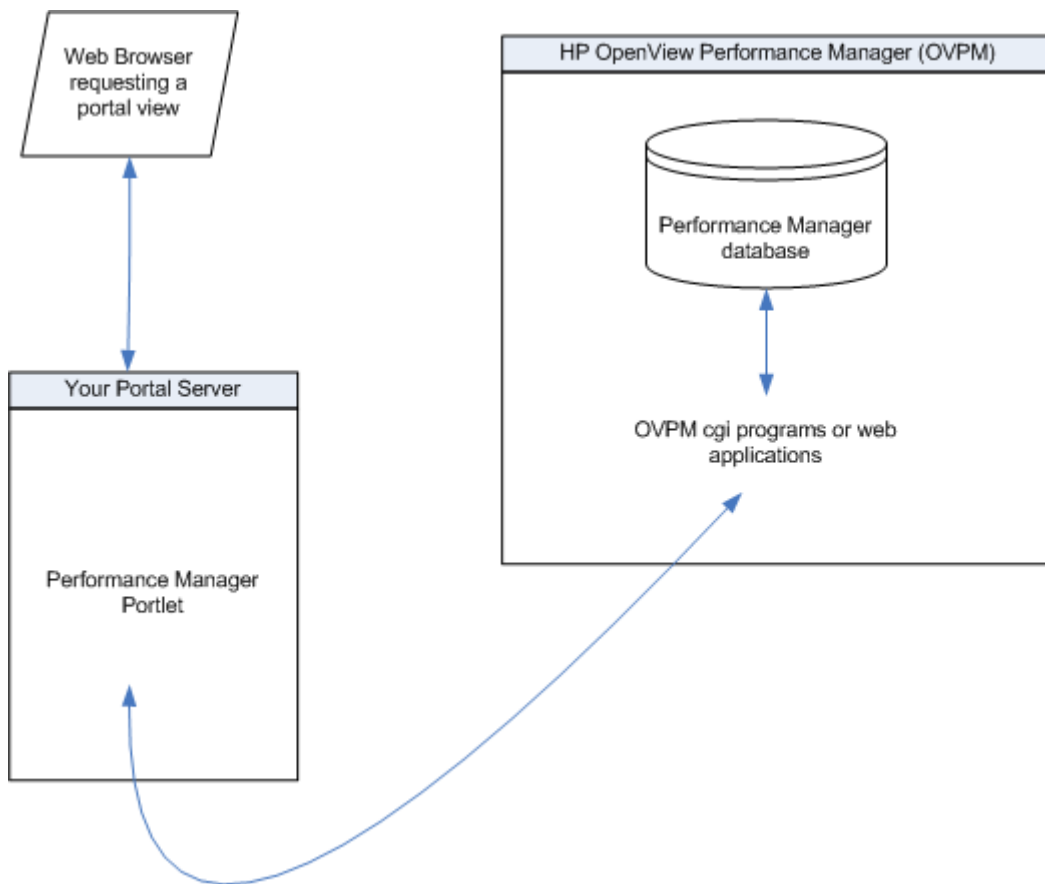 Web Browser
requesting a
portal view
HP OpenView Performance Manager (OVPM)
Performance Manager
database
OVPM cgi programs or web
applications
Your Portal Server
Performance Manager
Portlet